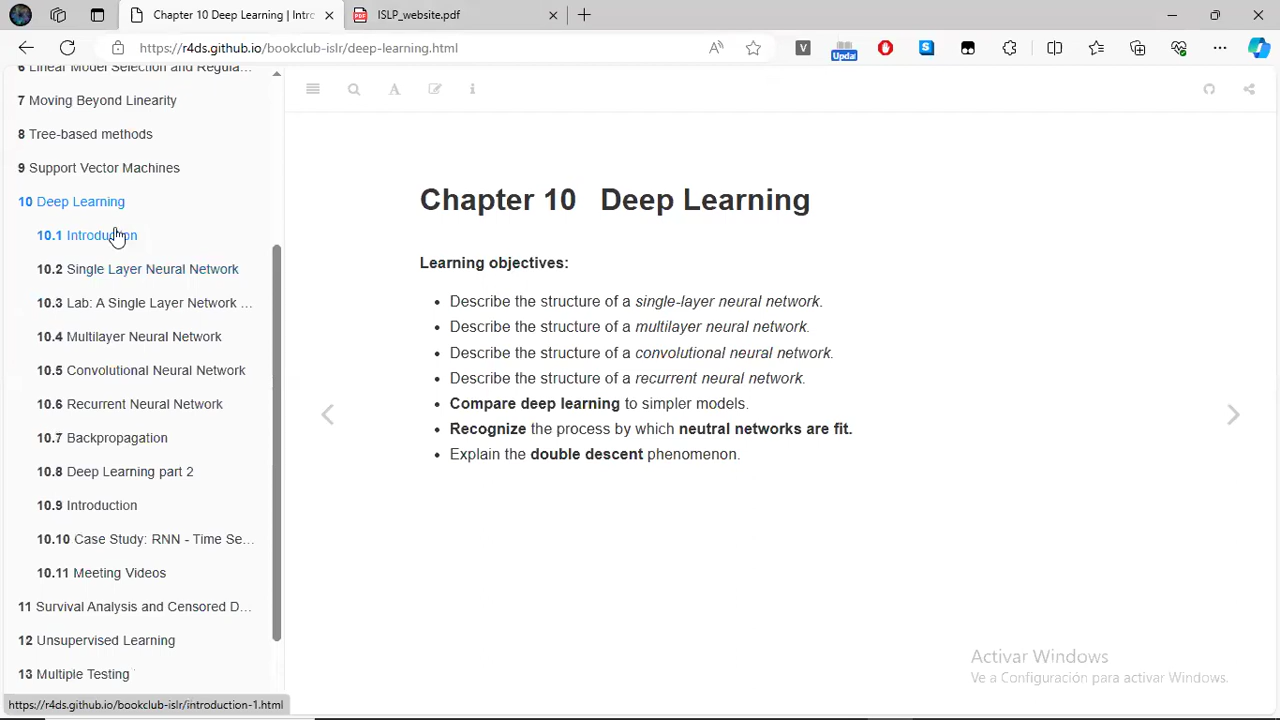 Chapter 10 Deep Learning | Intro
ISLP_website.pdf
https://r4ds.github.io/bookclub-islr/deep-learning.html
Updat
6 Linear Model Selection and Regula...
7 Moving Beyond Linearity
8 Tree-based methods
9 Support Vector Machines
10 Deep Learning
10.1 Introduction
10.2 Single Layer Neural Network
10.3 Lab: A Single Layer Network ...
10.4 Multilayer Neural Network
10.5 Convolutional Neural Network
10.6 Recurrent Neural Network
10.7 Backpropagation
10.8 Deep Learning part 2
10.9 Introduction
10.10 Case Study: RNN - Time Se...
10.11 Meeting Videos
11 Survival Analysis and Censored D...
12 Unsupervised Learning
13 Multiple Testing
https://r4ds.github.io/bookclub-islr/introduction-1.html
Chapter 10 Deep Learning
Learning objectives:
• Describe the structure of a single-layer neural network.
• Describe the structure of a multilayer neural network.
• Describe the structure of a convolutional neural network.
• Describe the structure of a recurrent neural network.
• Compare deep learning to simpler models.
• Recognize the process by which neutral networks are fit.
• Explain the double descent phenomenon.
Activar Windows
Ve a Configuración para activar Windows.